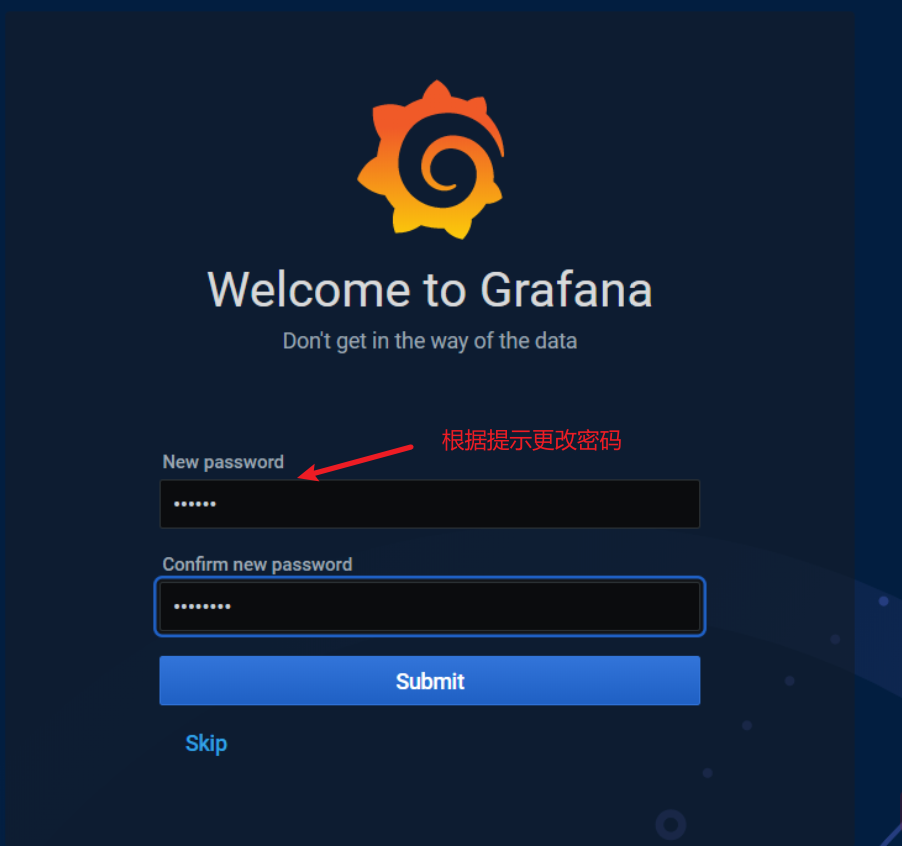 Welcome to Grafana
Don't get in the way of the data
根据提示更改密码
New password
••••••
Confirm new password
••••••••
Submit
Skip